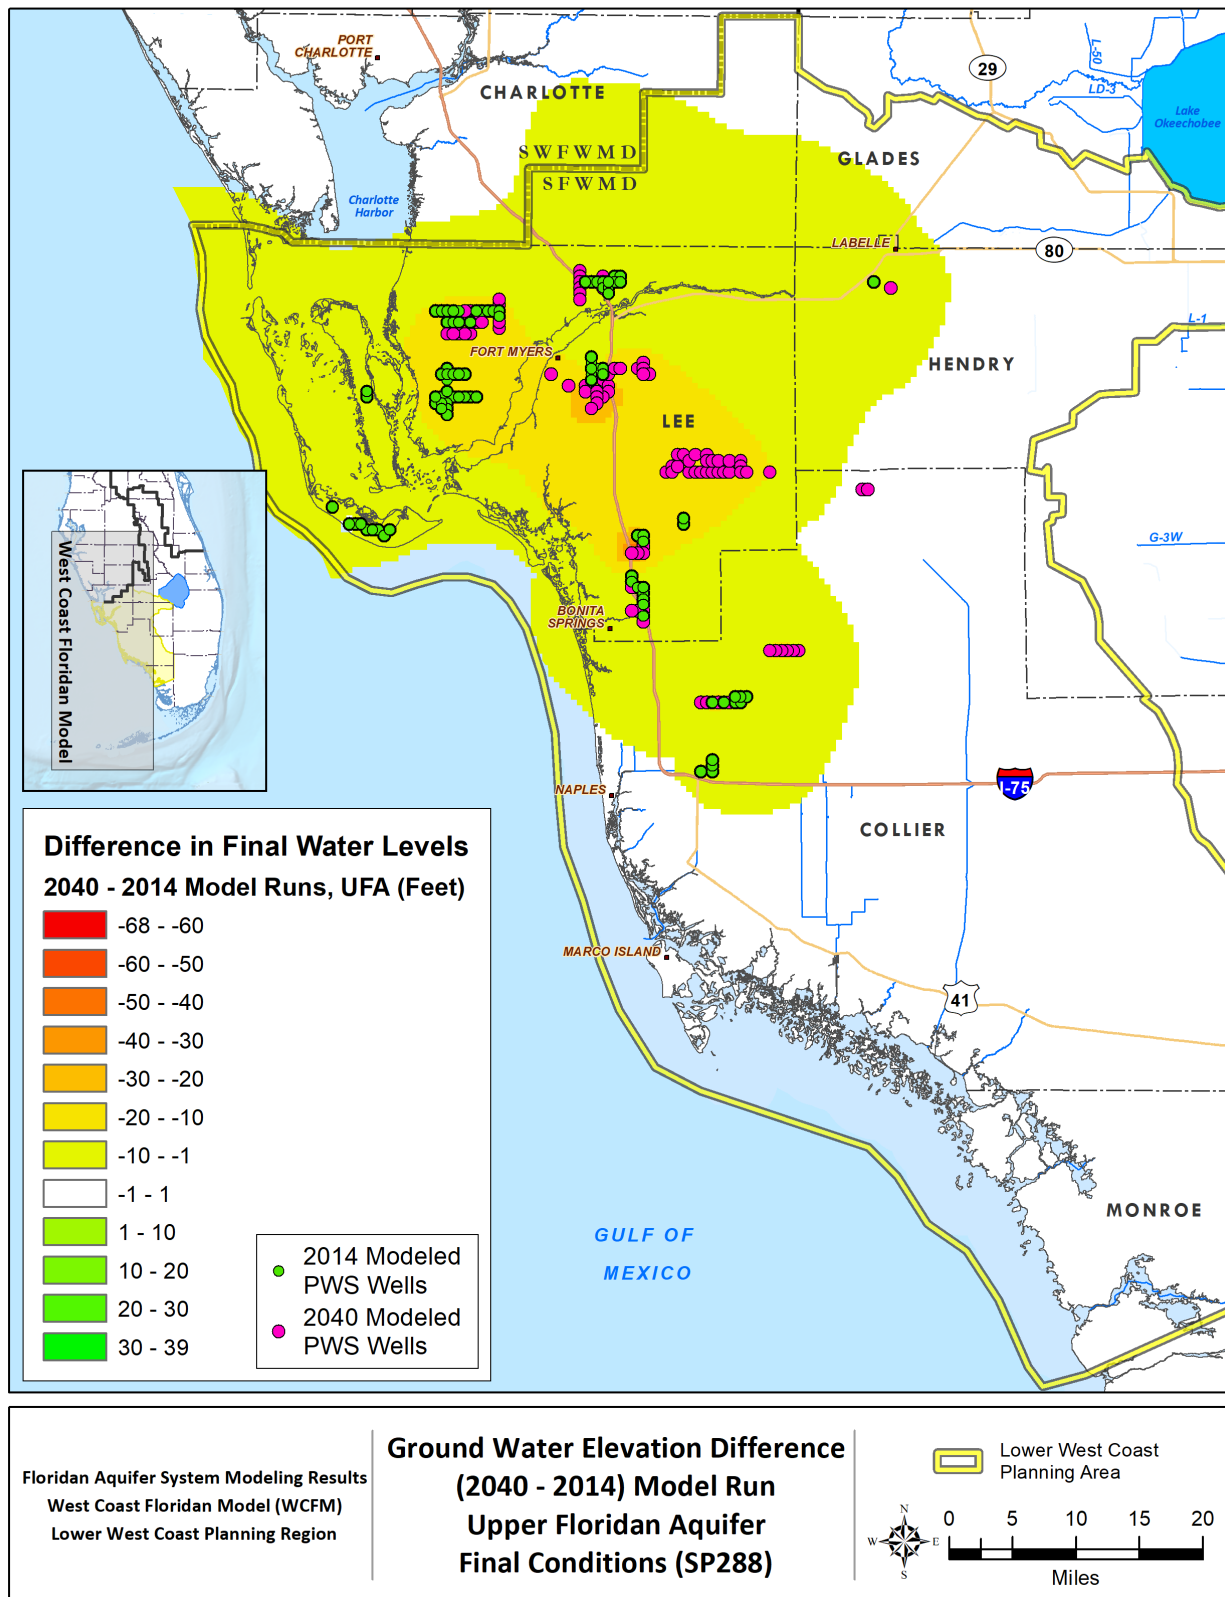 PORT
CHARLOTTE
CHARLOTTE
29
L-50
LD-3
Lake
Okeechobee
SWFWMD
SFWMD
GLADES
Charlotte
Harbor
LABELLE
80
L-1
FORT MYERS
HENDRY
LEE
G-3W
BONITA
SPRINGS
West Coast Floridan Model
NAPLES
I-75
COLLIER
MARCO ISLAND
41
MONROE
GULF OF
MEXICO
Difference in Final Water Levels
2040 - 2014 Model Runs, UFA (Feet)
-68 - -60
-60 - -50
-50 - -40
-40 - -30
-30 - -20
-20 - -10
-10 - -1
-1 - 1
1 - 10
10 - 20
20 - 30
30 - 39
2014 Modeled
PWS Wells
2040 Modeled
PWS Wells
Floridan Aquifer System Modeling Results
West Coast Floridan Model (WCFM)
Lower West Coast Planning Region
Ground Water Elevation Difference
(2040 - 2014) Model Run
Upper Floridan Aquifer
Final Conditions (SP288)
Lower West Coast
Planning Area
N
W E
S
0 5 10 15 20
Miles